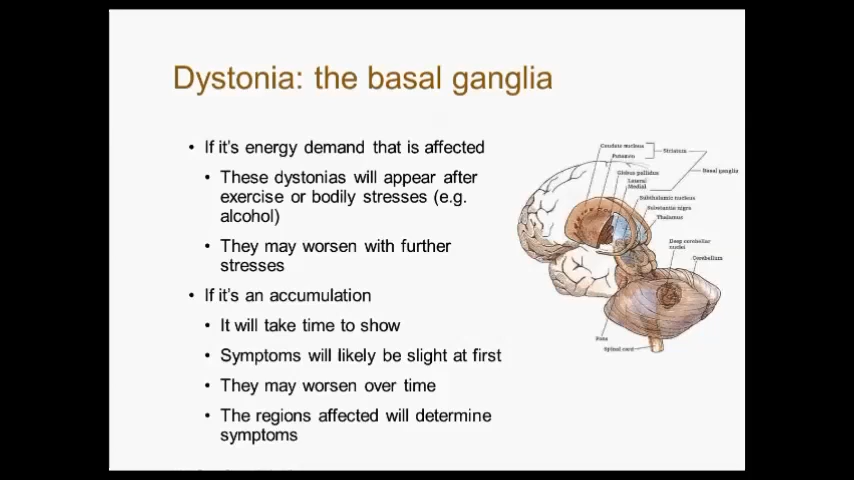 Dystonia: the basal ganglia
• If it's energy demand that is affected
• These dystonias will appear after
exercise or bodily stresses (e.g.
alcohol)
• They may worsen with further
stresses
• If it's an accumulation
• It will take time to show
• Symptoms will likely be slight at first
• They may worsen over time
• The regions affected will determine
symptoms
Caudate nucleus
Putamen
Striatum
Globus pallidus
Lateral
Medial
Basal ganglia
Subthalamic nucleus
Substantia nigra
Thalamus
Deep cerebellar
nuclei
Cerebellum
Pons
Spinal cord